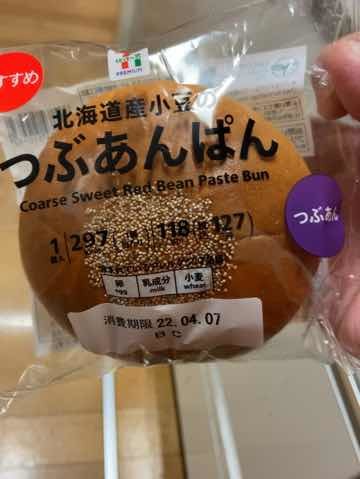 すすめ
7
PREMIUM
北海道産小豆の
つぶあんぱん
Coarse Sweet Red Bean Paste Bun
つぶあん
1個入 297 118 127
卵 乳成分 小麦
egg milk wheat
消費期限 22.04.07